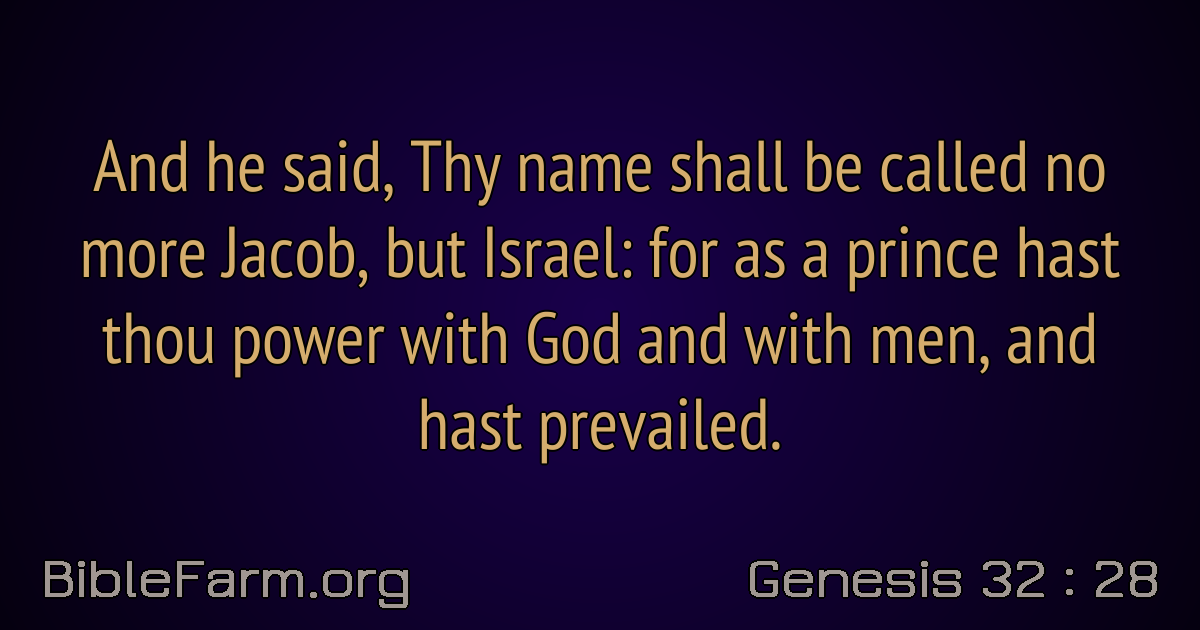 And he said, Thy name shall be called no
more Jacob, but Israel: for as a prince hast
thou power with God and with men, and
hast prevailed.
BibleFarm.org
Genesis 32 : 28